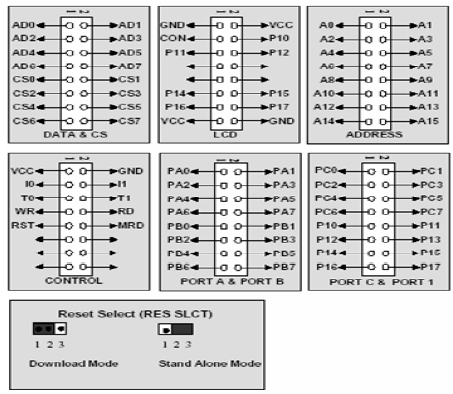 1 2
AD0 AD1
AD2 AD3
AD4 AD5
AD6 AD7
CS0 CS1
CS2 CS3
CS4 CS5
CS6 CS7
DATA & CS
1 2
GND VCC
CON P10
P11 P12
P14 P15
P16 P17
VCC GND
LCD
1 2
A0 A1
A2 A3
A4 A5
A6 A7
A8 A9
A10 A11
A12 A13
A14 A15
ADDRESS
1 2
VCC GND
I0 I1
T0 T1
WR RD
RST MRD
CONTROL
1 2
PA0 PA1
PA2 PA3
PA4 PA5
PA6 PA7
PB0 PB1
PB2 PB3
PB4 PB5
PB6 PB7
PORT A & PORT B
1 2
PC0 PC1
PC2 PC3
PC4 PC5
PC6 PC7
P10 P11
P12 P13
P14 P15
P16 P17
PORT C & PORT 1
Reset Select (RES SLCT)
1 2 3 1 2 3
Download Mode Stand Alone Mode